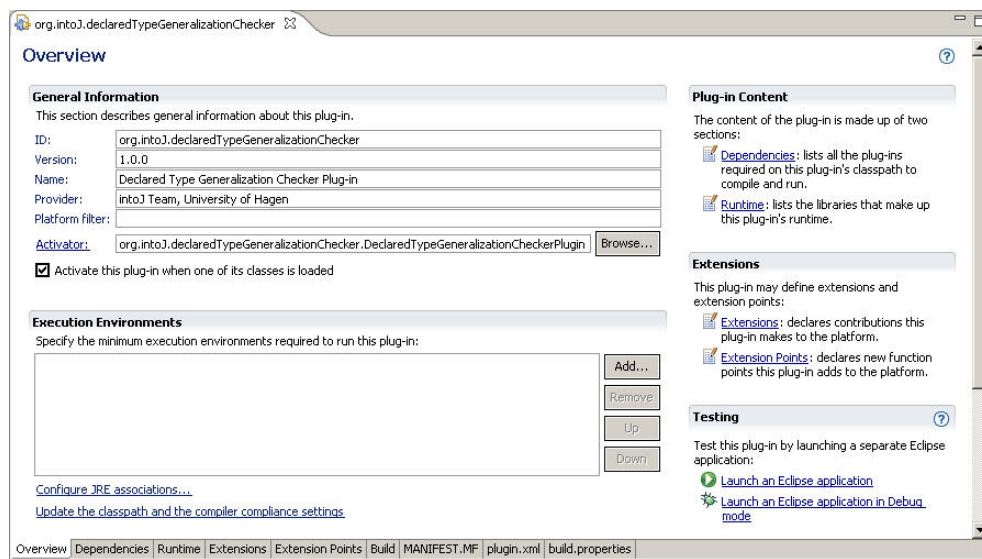 org.intoJ.declaredTypeGeneralizationChecker
Overview
General Information
This section describes general information about this plug-in.
ID:
org.intoJ.declaredTypeGeneralizationChecker
Version:
1.0.0
Name:
Declared Type Generalization Checker Plug-in
Provider:
intoJ Team, University of Hagen
Platform filter:
Activator:
org.intoJ.declaredTypeGeneralizationChecker.DeclaredTypeGeneralizationCheckerPlugin
Browse...
Activate this plug-in when one of its classes is loaded
Execution Environments
Specify the minimum execution environments required to run this plug-in:
Add...
Remove
Up
Down
Configure JRE associations...
Update the classpath and the compiler compliance settings
Plug-in Content
The content of the plug-in is made up of two
sections:
Dependencies: lists all the plug-ins
required on this plug-in's classpath to
compile and run.
Runtime: lists the libraries that make up
this plug-in's runtime.
Extensions
This plug-in may define extensions and
extension points:
Extensions: declares contributions this
plug-in makes to the platform.
Extension Points: declares new function
points this plug-in adds to the platform.
Testing
Test this plug-in by launching a separate Eclipse
application:
Launch an Eclipse application
Launch an Eclipse application in Debug
mode
Overview Dependencies Runtime Extensions Extension Points Build MANIFEST.MF plugin.xml build.properties